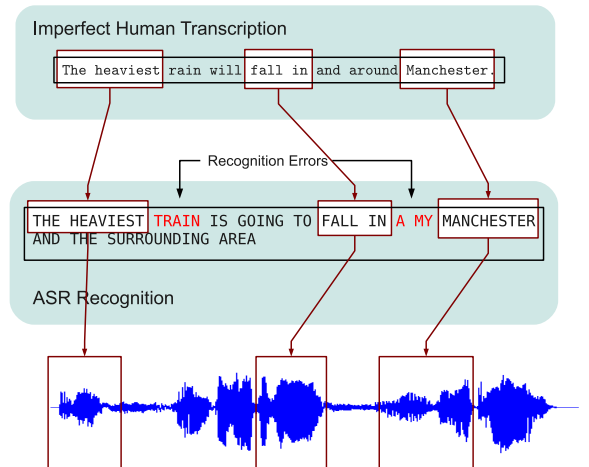 Imperfect Human Transcription
The heaviest rain will fall in and around Manchester.
Recognition Errors
THE HEAVIEST TRAIN IS GOING TO FALL IN A MY MANCHESTER
AND THE SURROUNDING AREA
ASR Recognition